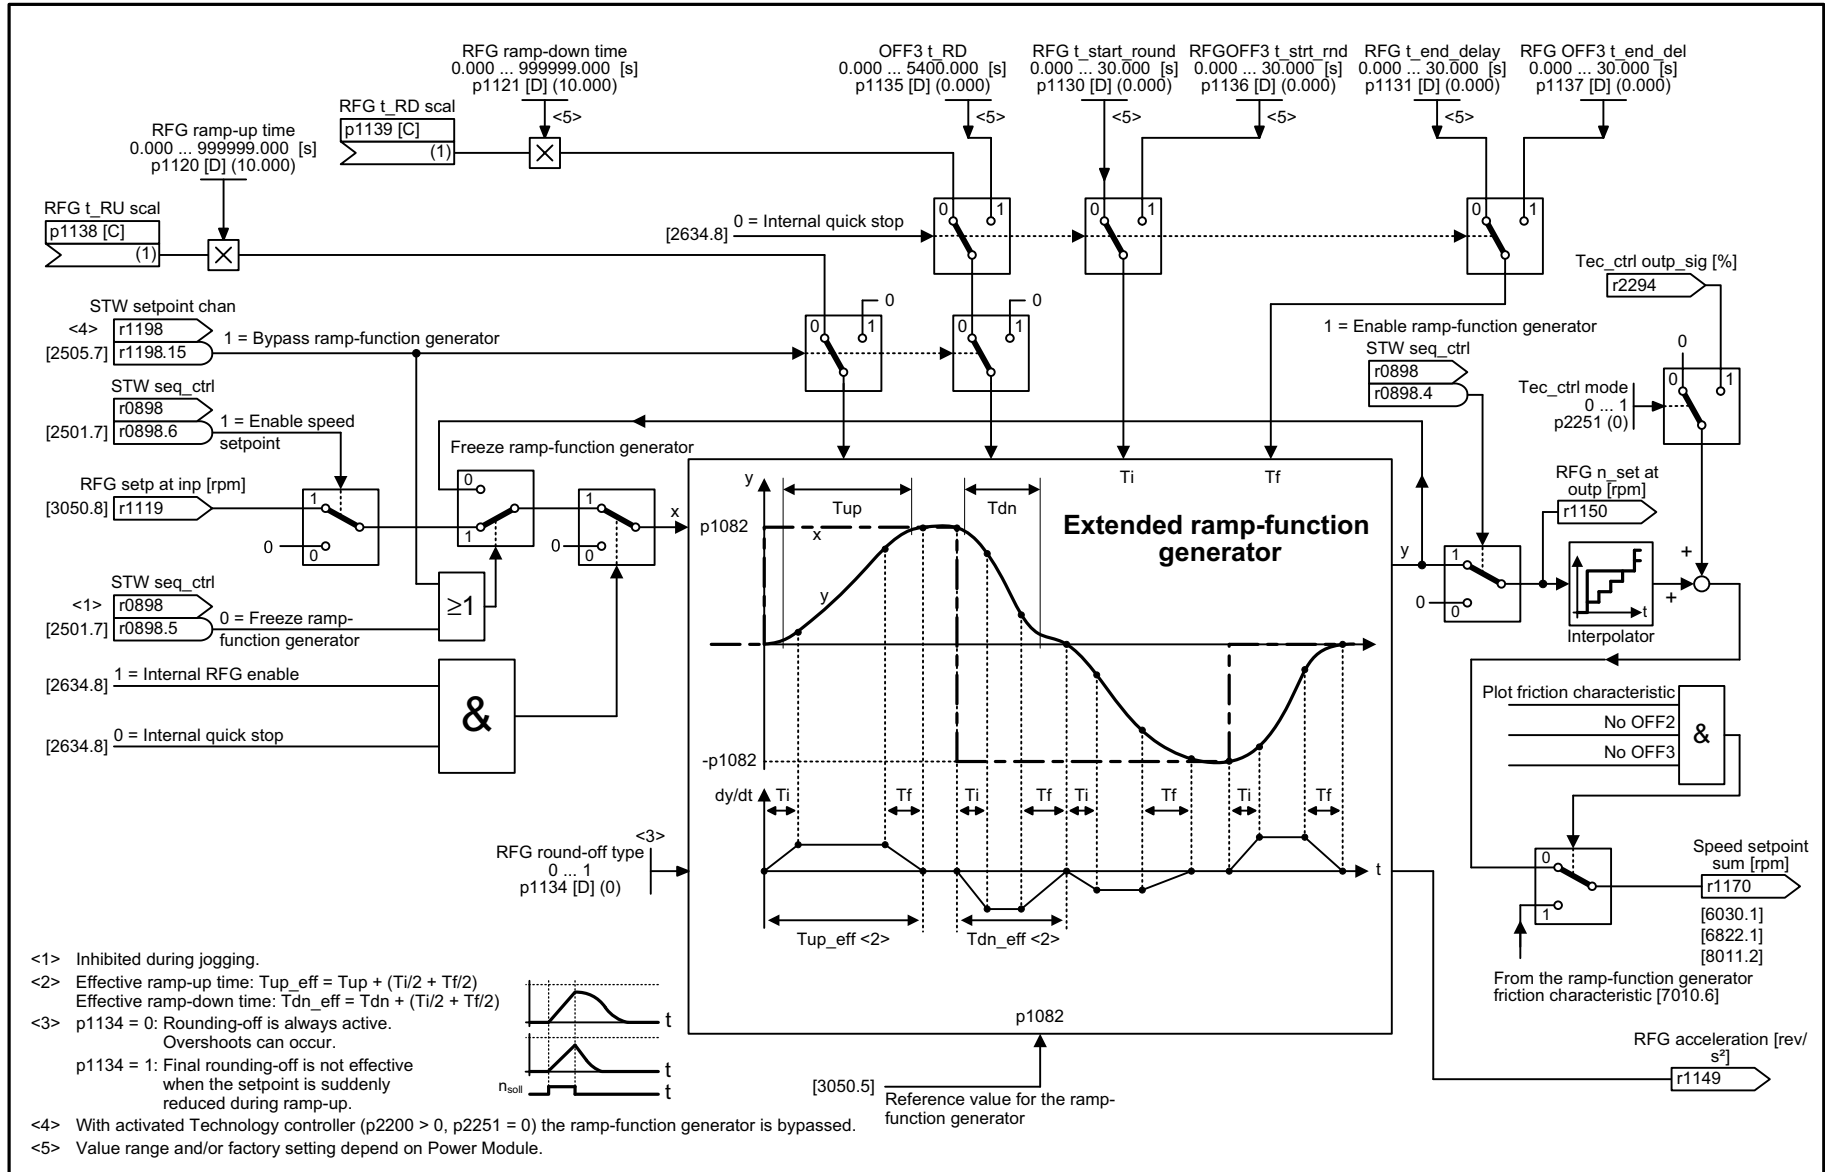 RFG ramp-down time
0.000 ... 999999.000 [s]
p1121 [D] (10.000)
<5>
OFF3 t_RD
0.000 ... 5400.000 [s]
p1135 [D] (0.000)
<5>
RFG t_start_round
0.000 ... 30.000 [s]
p1130 [D] (0.000)
<5>
RFGOFF3 t_strt_rnd
0.000 ... 30.000 [s]
p1136 [D] (0.000)
RFG t_end_delay
0.000 ... 30.000 [s]
p1131 [D] (0.000)
<5>
RFG OFF3 t_end_del
0.000 ... 30.000 [s]
p1137 [D] (0.000)
RFG t_RD scal
p1139 [C]
(1)
RFG ramp-up time
0.000 ... 999999.000 [s]
p1120 [D] (10.000)
RFG t_RU scal
p1138 [C]
(1)
[2634.8]
0 = Internal quick stop
0 1
0 1
0 1
Tec_ctrl outp_sig [%]
r2294
STW setpoint chan
<4>
r1198
[2505.7]
r1198.15
1 = Bypass ramp-function generator
0 1
0
0 1
0
1 = Enable ramp-function generator
STW seq_ctrl
r0898
r0898.4
0
0 1
Tec_ctrl mode
0 ... 1
p2251 (0)
STW seq_ctrl
r0898
[2501.7]
r0898.6
1 = Enable speed
setpoint
Freeze ramp-function generator
RFG setp at inp [rpm]
[3050.8]
r1119
1
0
0
0
1
1
0
0
x
STW seq_ctrl
<1>
r0898
[2501.7]
r0898.5
0 = Freeze ramp-
function generator
≥1
[2634.8]
1 = Internal RFG enable
&
[2634.8]
0 = Internal quick stop
Ti
Tf
y
Tup
Tdn
p1082
x
y
Extended ramp-function
generator
-p1082
dy/dt
Ti
Tf
Ti
Tf
Ti
Tf
Ti
Tf
t
Tup_eff <2>
Tdn_eff <2>
p1082
y
1
0
0
RFG n_set at
outp [rpm]
r1150
t
Interpolator
+
+
Plot friction characteristic
No OFF2
No OFF3
&
0
1
Speed setpoint
sum [rpm]
r1170
[6030.1]
[6822.1]
[8011.2]
From the ramp-function generator
friction characteristic [7010.6]
<3>
RFG round-off type
0 ... 1
p1134 [D] (0)
RFG acceleration [rev/
s²]
r1149
[3050.5]
Reference value for the ramp-
function generator
<1> Inhibited during jogging.
<2> Effective ramp-up time: Tup_eff = Tup + (Ti/2 + Tf/2)
Effective ramp-down time: Tdn_eff = Tdn + (Ti/2 + Tf/2)
<3> p1134 = 0: Rounding-off is always active.
Overshoots can occur.
p1134 = 1: Final rounding-off is not effective
when the setpoint is suddenly
reduced during ramp-up.
t
t
nsoll
t
<4> With activated Technology controller (p2200 > 0, p2251 = 0) the ramp-function generator is bypassed.
<5> Value range and/or factory setting depend on Power Module.